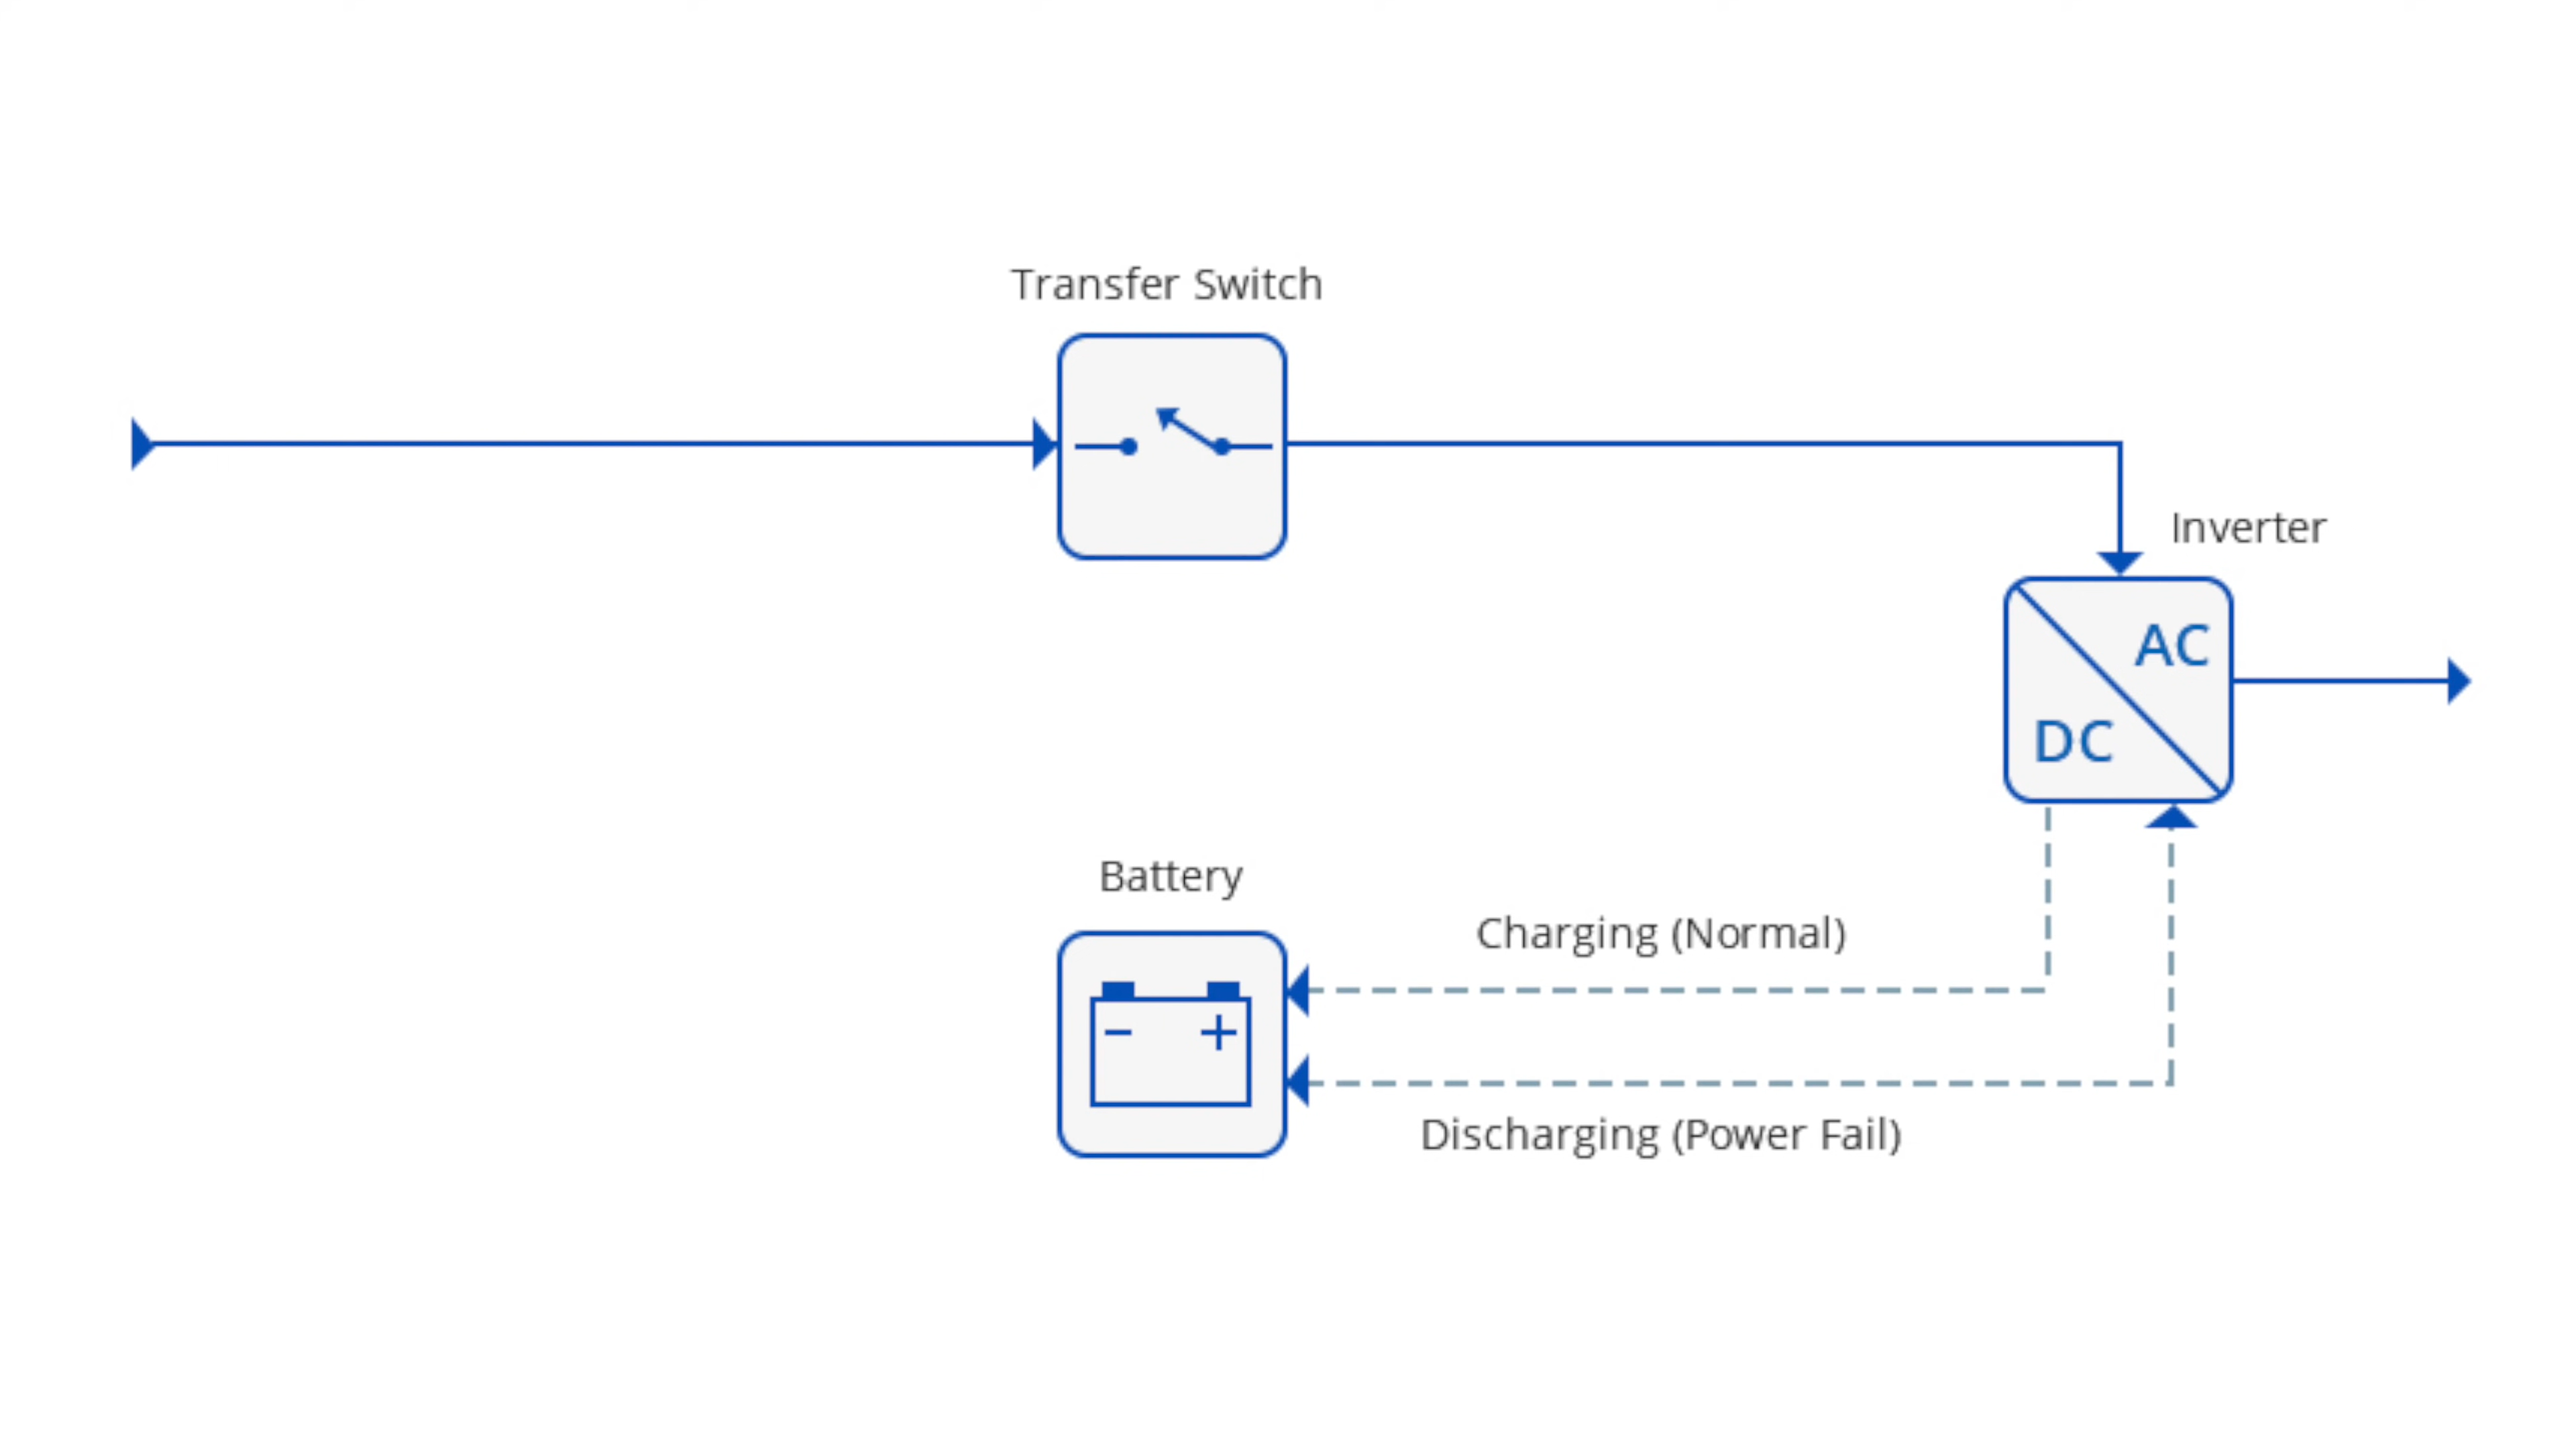 Transfer Switch
Inverter
AC
DC
Battery
Charging (Normal)
Discharging (Power Fail)